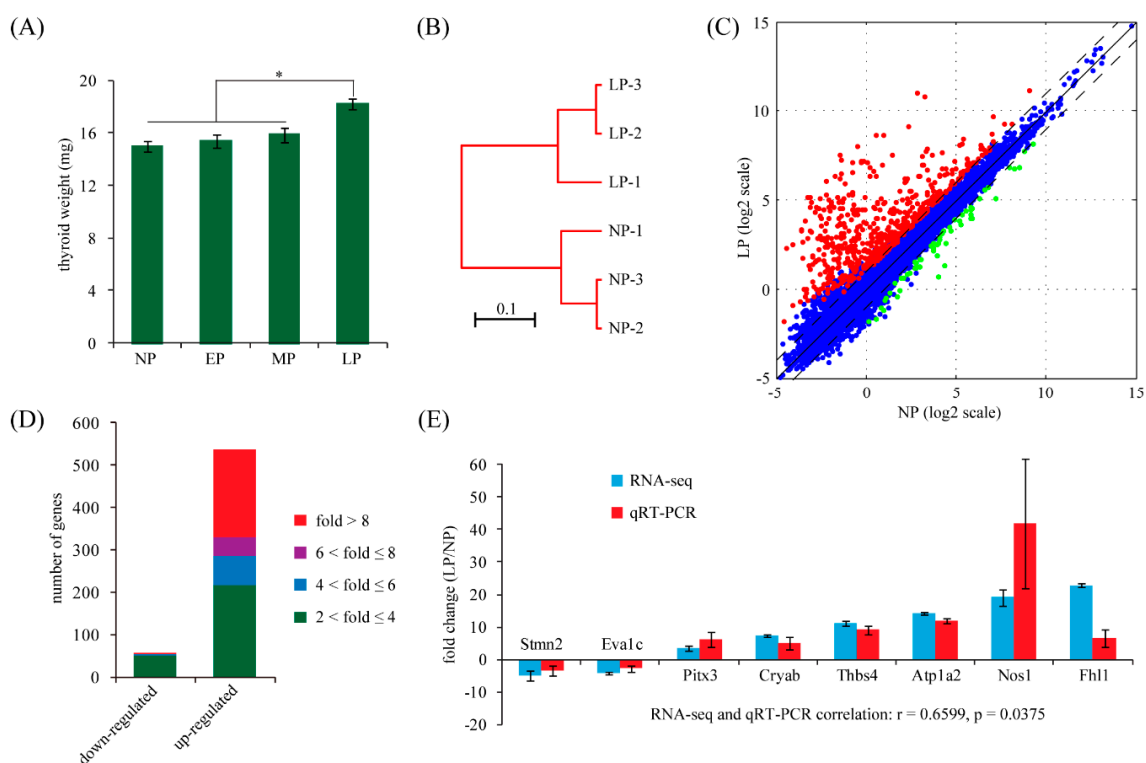 (A)
20
16
12
8
4
0
thyroid weight (mg)
*
NP EP MP LP
(B)
LP-3
LP-2
LP-1
NP-1
NP-3
NP-2
0.1
(C)
15
10
5
0
-5
LP (log2 scale)
-5 0 5 10 15
NP (log2 scale)
(D)
600
500
400
300
200
100
0
number of genes
down-regulated
up-regulated
fold > 8
6 < fold ≤ 8
4 < fold ≤ 6
2 < fold ≤ 4
(E)
60
50
40
30
20
10
0
-10
-20
fold change (LP/NP)
RNA-seq
qRT-PCR
Stmn2 Eva1c
Pitx3 Cryab Thbs4 Atp1a2 Nos1 Fhl1
RNA-seq and qRT-PCR correlation: r = 0.6599, p = 0.0375